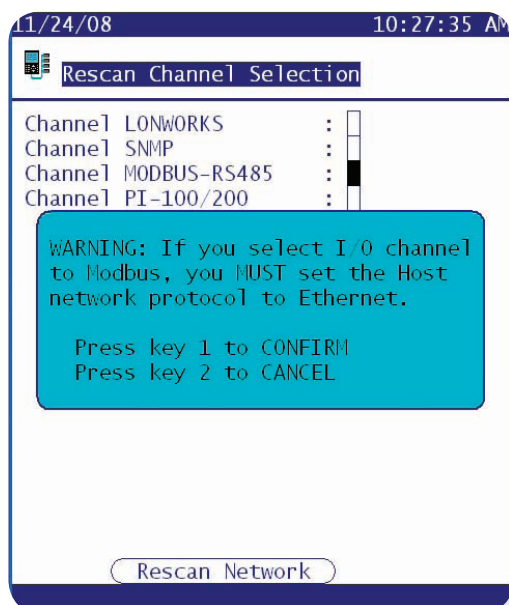 11/24/08 10:27:35 AM
Rescan Channel Selection
Channel LONWORKS :
Channel SNMP :
Channel MODBUS-RS485 :
Channel PI-100/200 :
WARNING: If you select I/O channel
to Modbus, you MUST set the Host
network protocol to Ethernet.
Press key 1 to CONFIRM
Press key 2 to CANCEL
Rescan Network